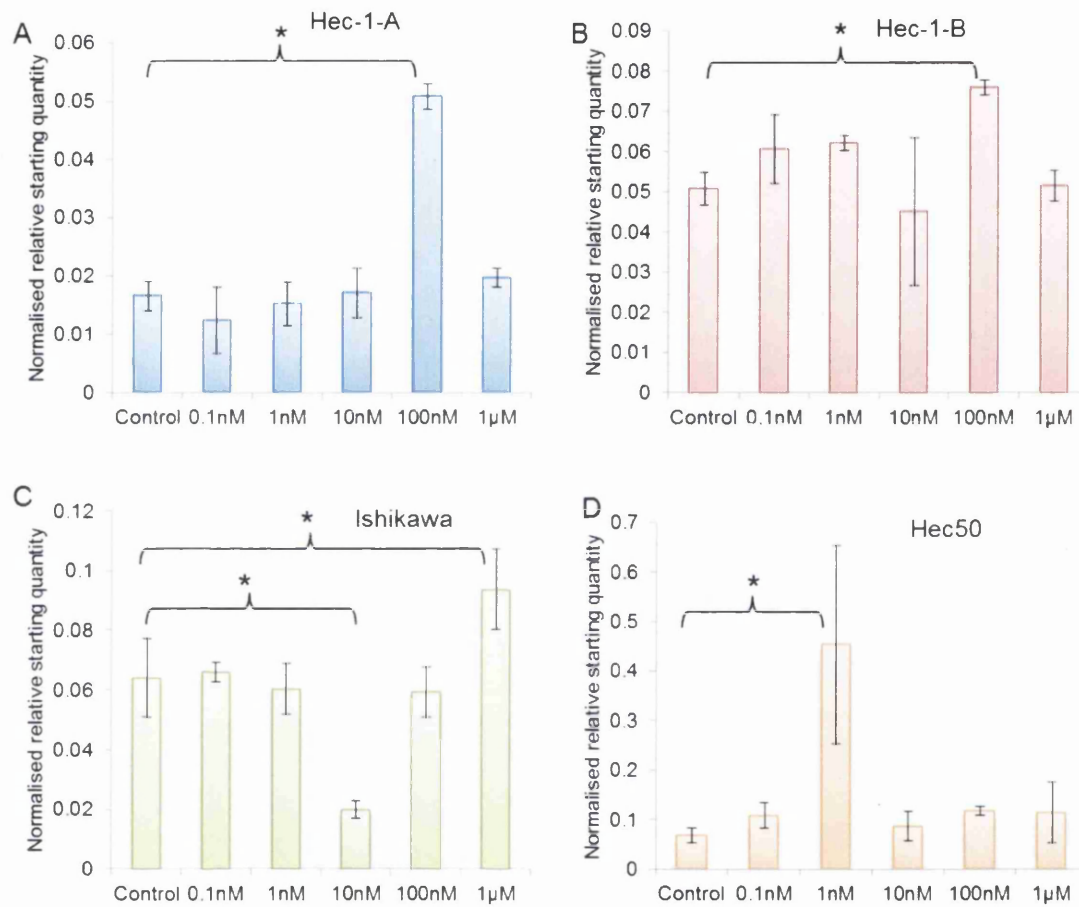 A
Hec-1-A
*
Normalised relative starting quantity
0.06
0.05
0.04
0.03
0.02
0.01
0
Control 0.1nM 1nM 10nM 100nM 1µM
B
Hec-1-B
*
Normalised relative starting quantity
0.09
0.08
0.07
0.06
0.05
0.04
0.03
0.02
0.01
0
Control 0.1nM 1nM 10nM 100nM 1µM
C
Ishikawa
*
*
Normalised relative starting quantity
0.12
0.1
0.08
0.06
0.04
0.02
0
Control 0.1nM 1nM 10nM 100nM 1µM
D
Hec50
*
Normalised relative starting quantity
0.7
0.6
0.5
0.4
0.3
0.2
0.1
0
Control 0.1nM 1nM 10nM 100nM 1µM